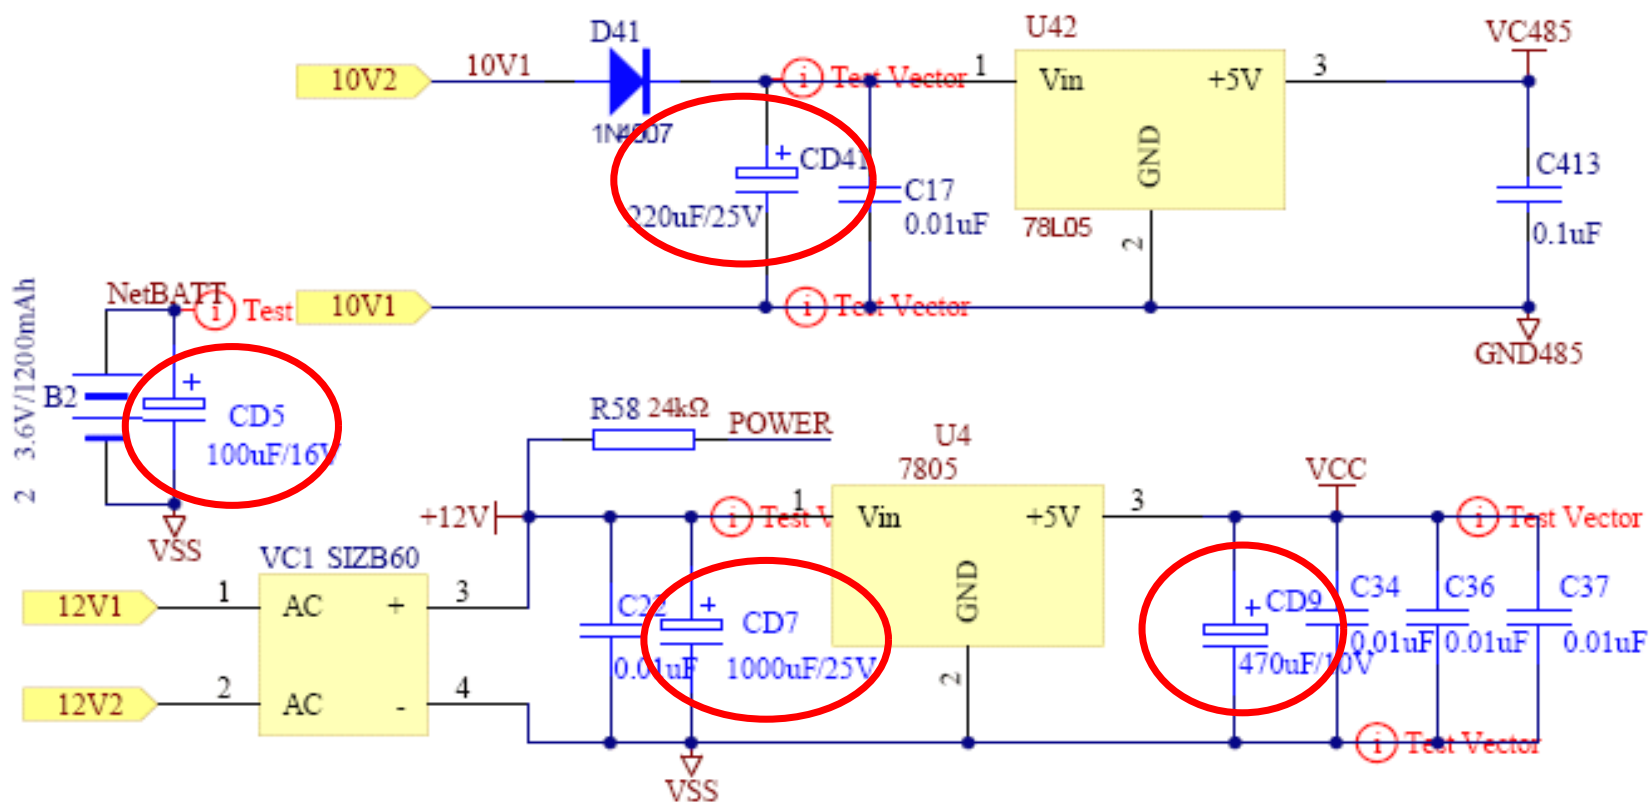 D41
U42
VC485
10V2
10V1
Test Vector
1
Vin
+5V
3
1N4007
CD41
+
GND
C413
C17
220uF/25V
0.01uF
78L05
2
0.1uF
NetBATT
Test
10V1
Test Vector
GND485
2 3.6V/1200mAh
B2
+
CD5
100uF/16V
VSS
R58 24kΩ
POWER
U4
7805
VCC
+12V
Test V
1
Vin
+5V
3
Test Vector
VC1 SIZB60
12V1
1
AC
+
3
C22
0.01uF
+
CD7
1000uF/25V
GND
2
+
CD9
470uF/10V
C34
0.01uF
C36
0.01uF
C37
0.01uF
12V2
2
AC
-
4
Test Vector
VSS